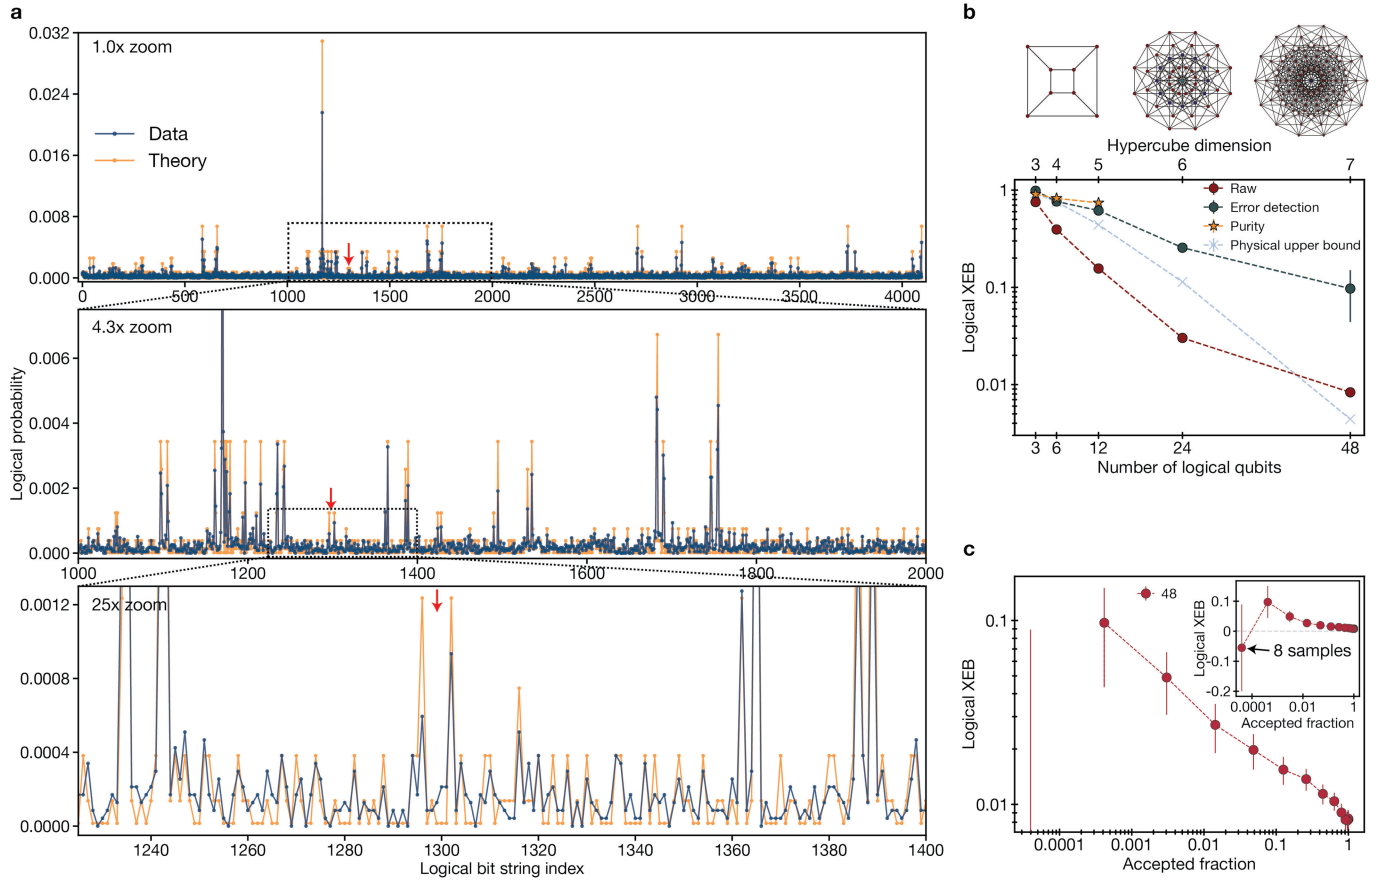 a
1.0x zoom
0.032
0.024
0.016
0.008
0.000
Data
Theory
0 500 1000 1500 2000 2500 3000 3500 4000
4.3x zoom
Logical probability
0.006
0.004
0.002
0.000
1000 1200 1400 1600 1800 2000
25x zoom
0.0012
0.0008
0.0004
0.0000
1240 1260 1280 1300 1320 1340 1360 1380 1400
Logical bit string index
b
Hypercube dimension
3 4 5 6 7
Raw
Error detection
Purity
Physical upper bound
Logical XEB
1
0.1
0.01
3 6 12 24 48
Number of logical qubits
c
48
Logical XEB
0.1
0.01
0.0001 0.001 0.01 0.1 1
Accepted fraction
Logical XEB
0.1
0
-0.1
-0.2
8 samples
0.0001 0.01 1
Accepted fraction